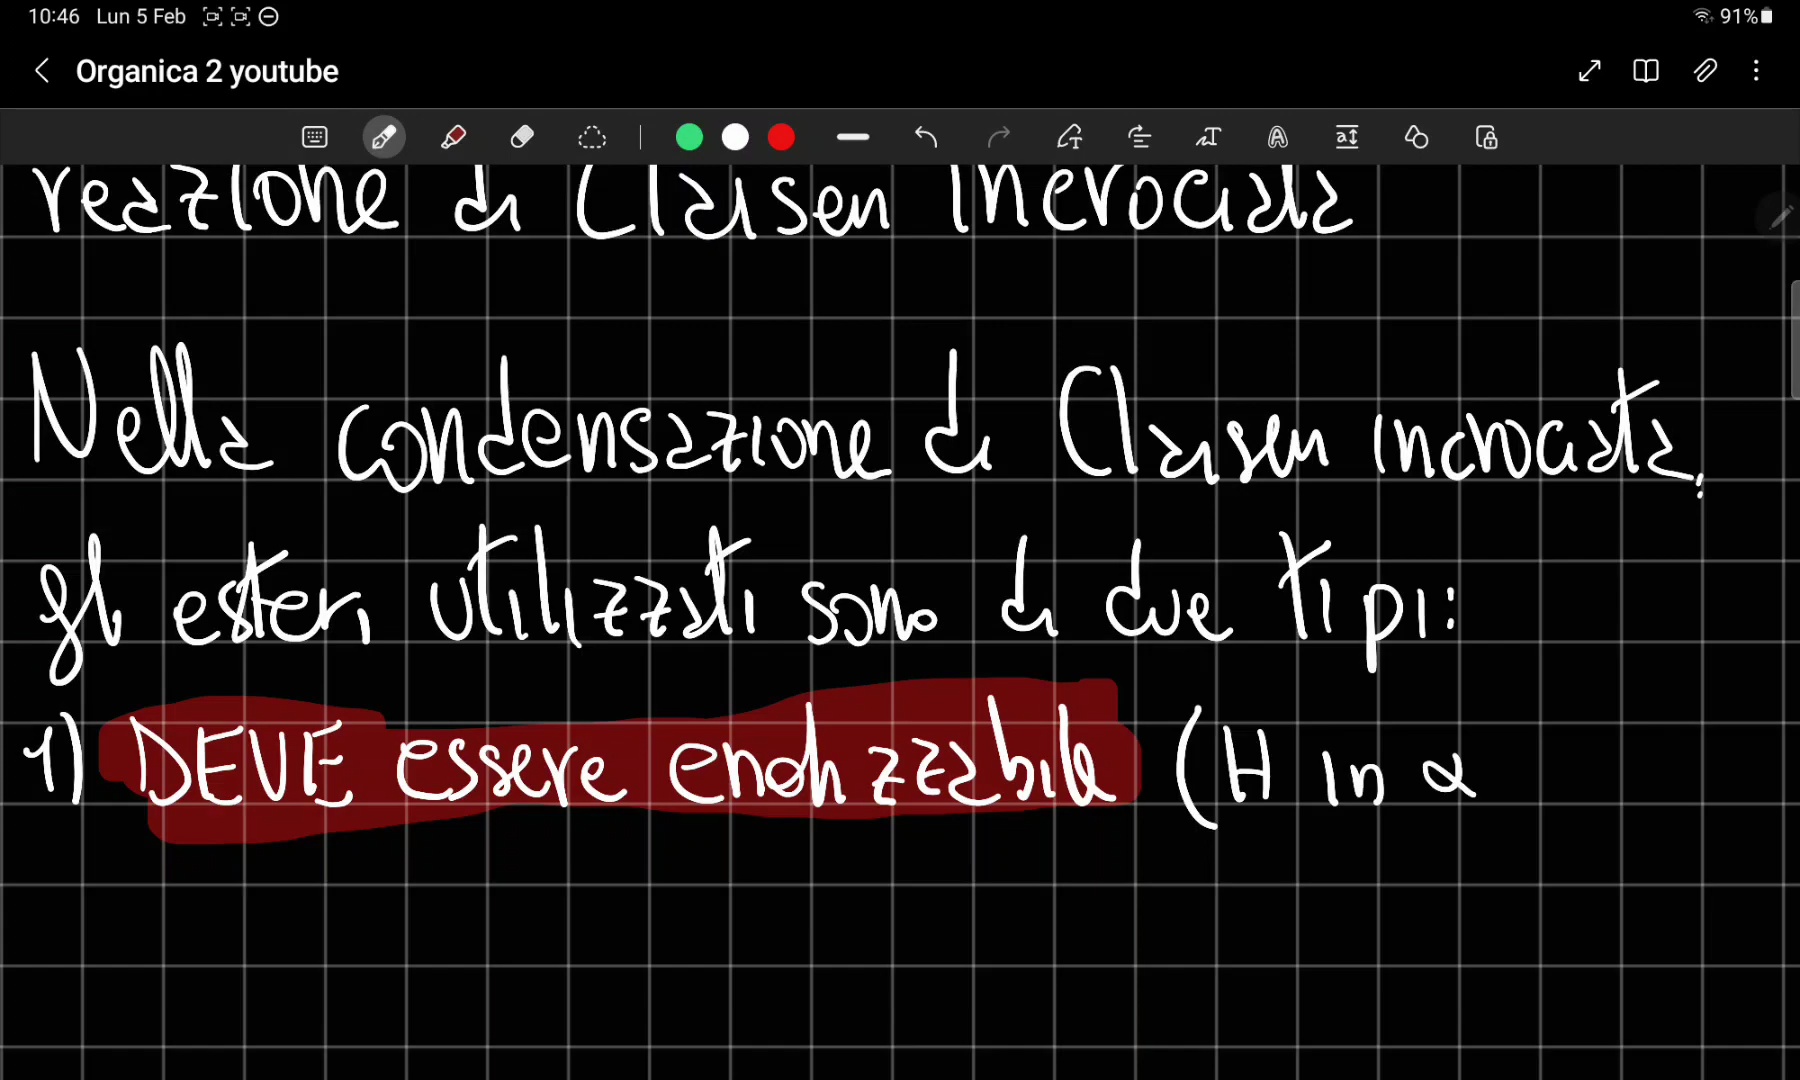 10:46 Lun 5 Feb 91%
Organica 2 youtube
reazione di Claisen incrociata
Nella condensazione di Claisen incrociata,
gli esteri utilizzati sono di due tipi:
1) DEVE essere enolizzabile (H in α